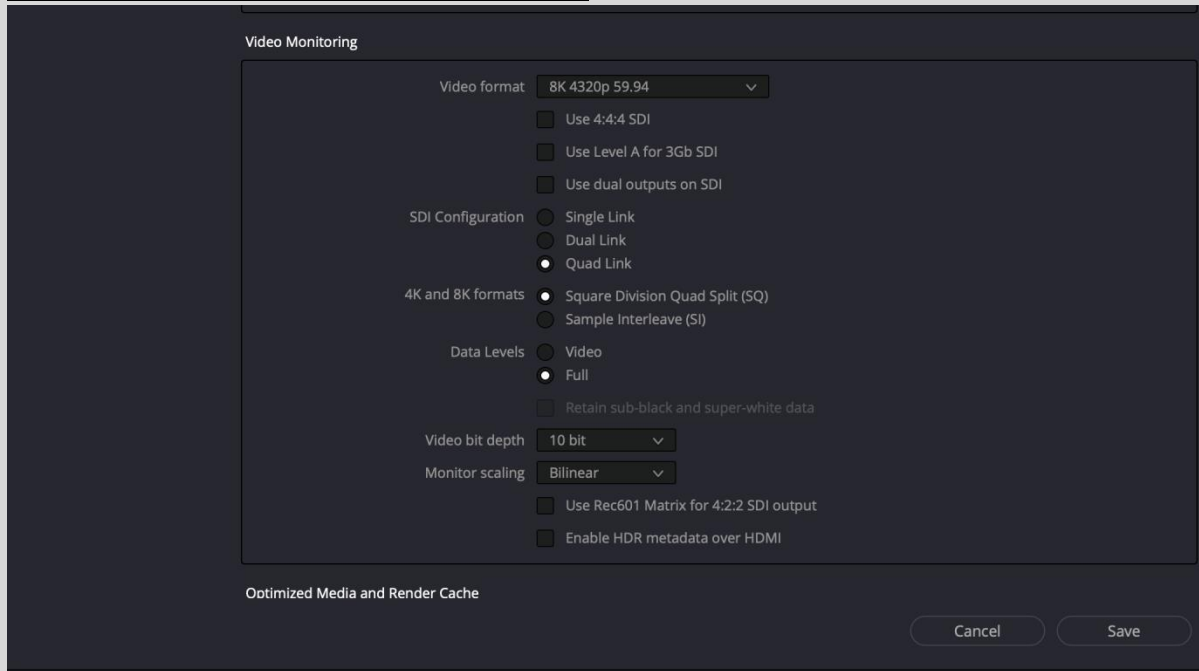 Video Monitoring
Video format 8K 4320p 59.94
Use 4:4:4 SDI
Use Level A for 3Gb SDI
Use dual outputs on SDI
SDI Configuration Single Link
Dual Link
Quad Link
4K and 8K formats Square Division Quad Split (SQ)
Sample Interleave (SI)
Data Levels Video
Full
Retain sub-black and super-white data
Video bit depth 10 bit
Monitor scaling Bilinear
Use Rec601 Matrix for 4:2:2 SDI output
Enable HDR metadata over HDMI
Optimized Media and Render Cache
Cancel Save